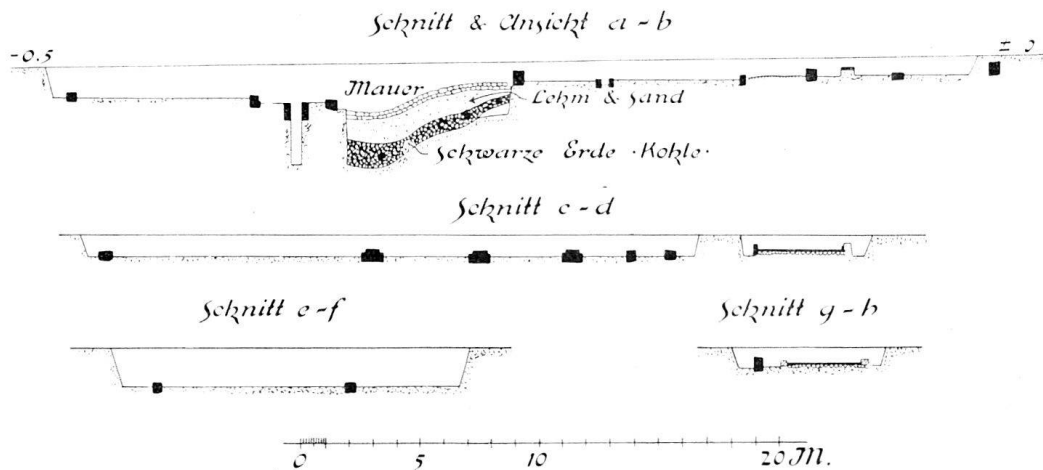 Schnitt & Ansicht a-b
-0.5
± 0
Mauer
Lehm & Sand
Schwarze Erde ·Kohle·
Schnitt c-d
Schnitt e-f
Schnitt g-h
0 5 10 20 M.